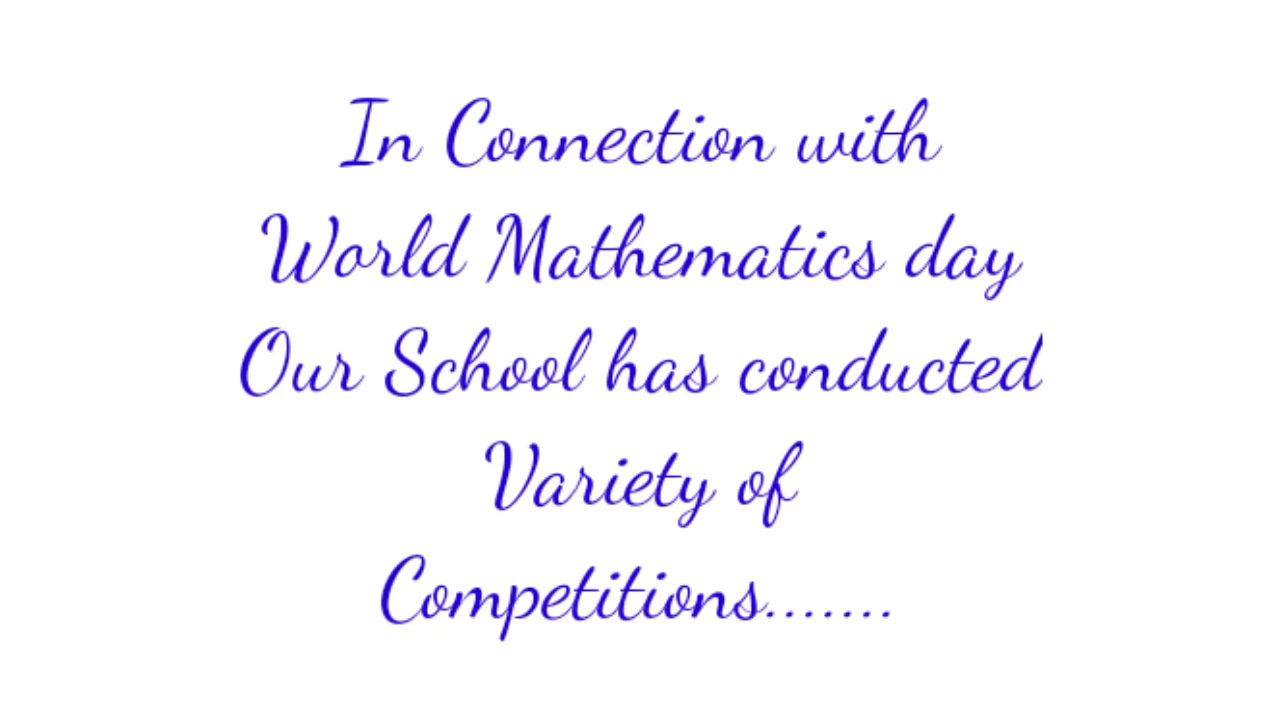 In Connection with
World Mathematics day
Our School has conducted
Variety of
Competitions.......